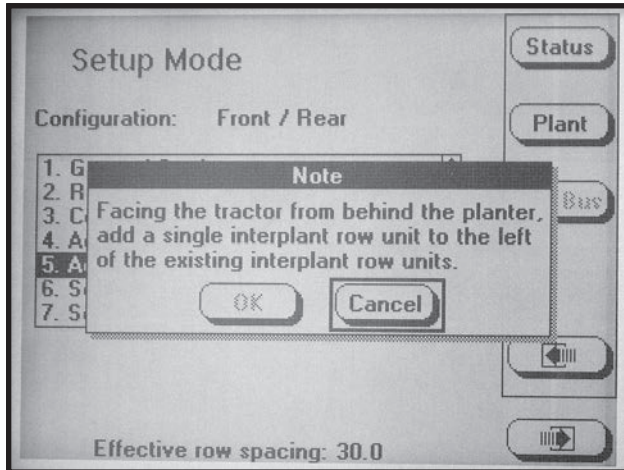 Setup Mode
Status
Configuration: Front / Rear
Plant
1. G
Note
2. R
Facing the tractor from behind the planter,
Bus
3. C
add a single interplant row unit to the left
4. A
of the existing interplant row units.
5. A
6. S
OK Cancel
7. S
Effective row spacing: 30.0